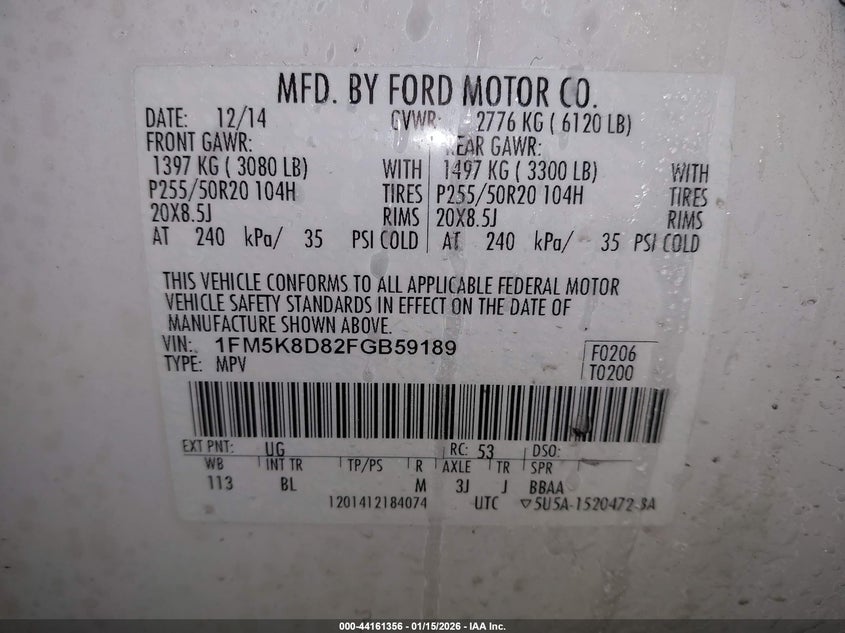 MFD. BY FORD MOTOR CO.
DATE: 12/14 GVWR: 2776 KG ( 6120 LB)
FRONT GAWR: REAR GAWR:
1397 KG ( 3080 LB) WITH 1497 KG ( 3300 LB) WITH
P255/50R20 104H TIRES P255/50R20 104H TIRES
20X8.5J RIMS 20X8.5J RIMS
AT 240 kPa/ 35 PSI COLD AT 240 kPa/ 35 PSI COLD
THIS VEHICLE CONFORMS TO ALL APPLICABLE FEDERAL MOTOR
VEHICLE SAFETY STANDARDS IN EFFECT ON THE DATE OF
MANUFACTURE SHOWN ABOVE.
VIN: 1FM5K8D82FGB59189
TYPE: MPV
F0206
T0200
EXT PNT: UG RC: 53 DSO:
WB INT TR TP/PS R AXLE TR SPR
113 BL M 3J J BBAA
1201412184074 UTC ▽5U5A-1520472-BA
000-44161356 - 01/15/2026 - IAA Inc.